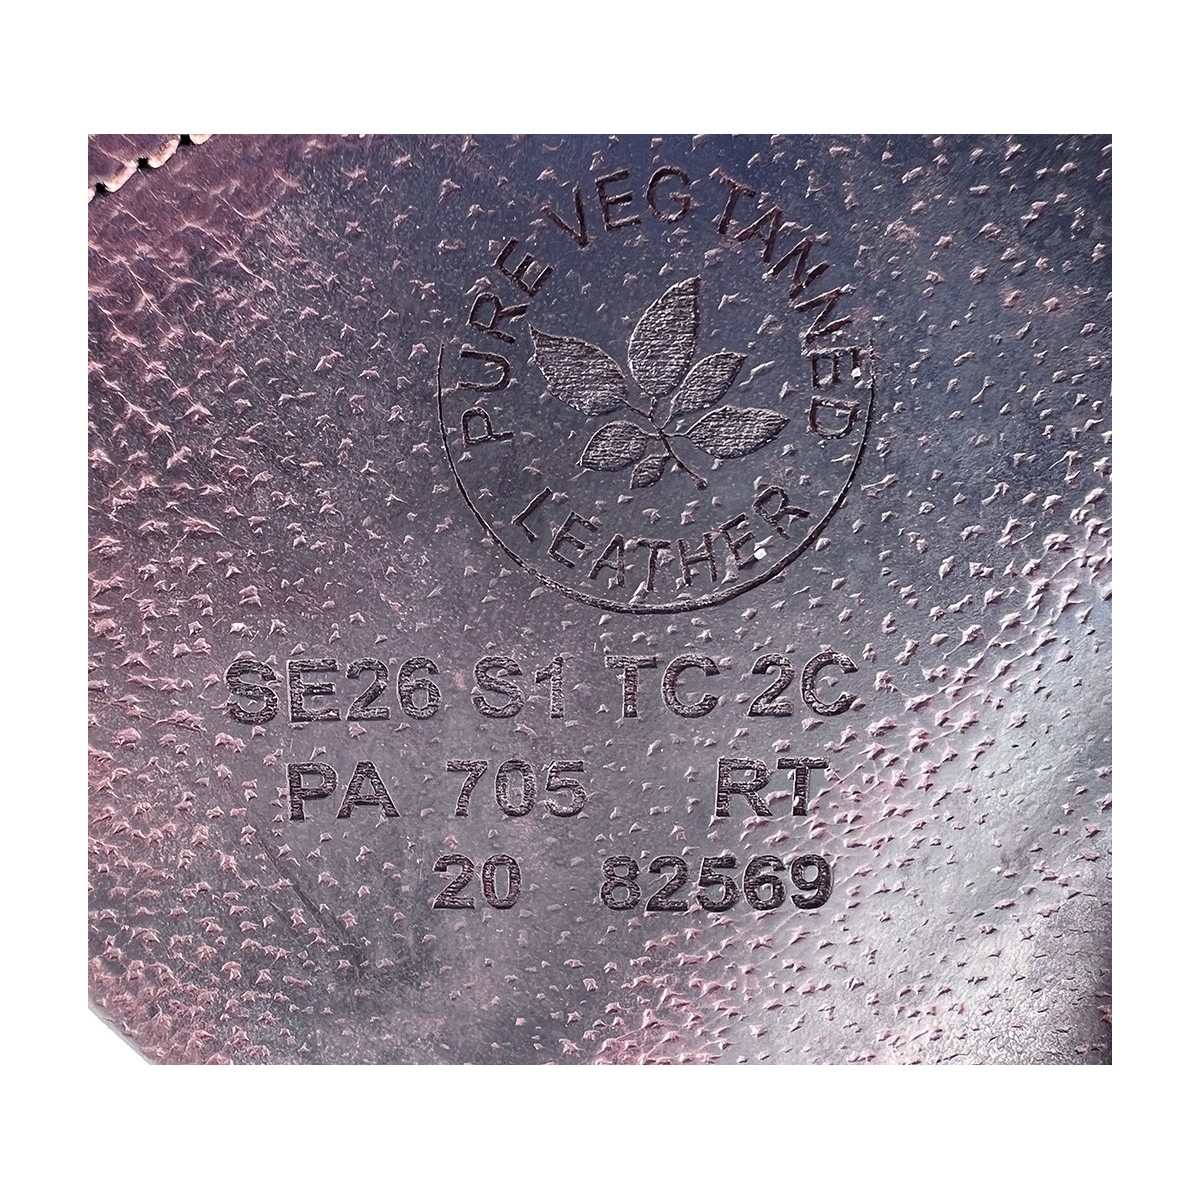 PURE VEG TANNED
LEATHER
SE26 S1 TC 2C
PA 705 RT
20 82569